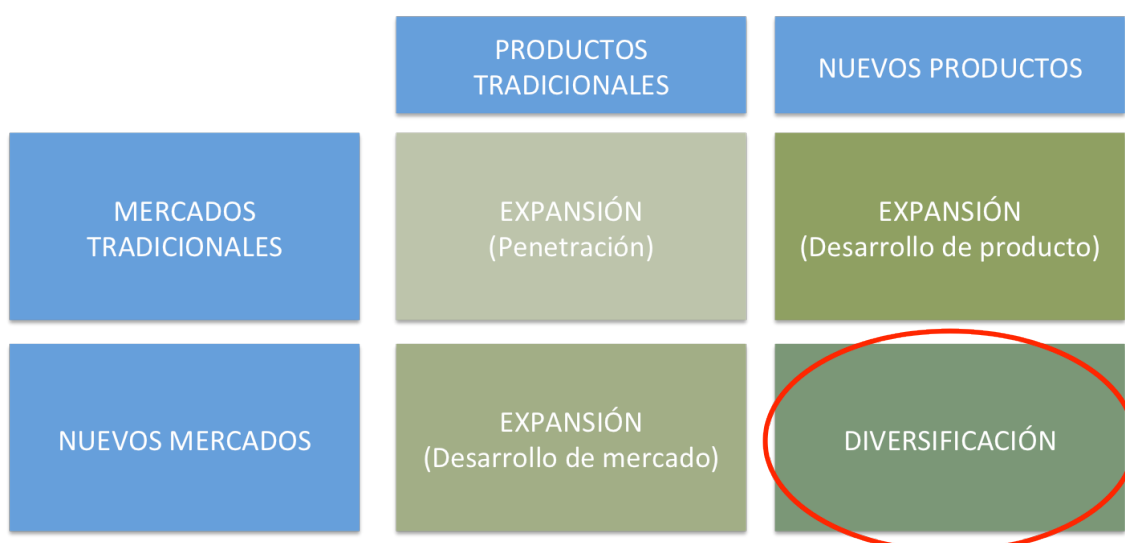 PRODUCTOS
TRADICIONALES
NUEVOS PRODUCTOS
MERCADOS
TRADICIONALES
EXPANSIÓN
(Penetración)
EXPANSIÓN
(Desarrollo de producto)
NUEVOS MERCADOS
EXPANSIÓN
(Desarrollo de mercado)
DIVERSIFICACIÓN